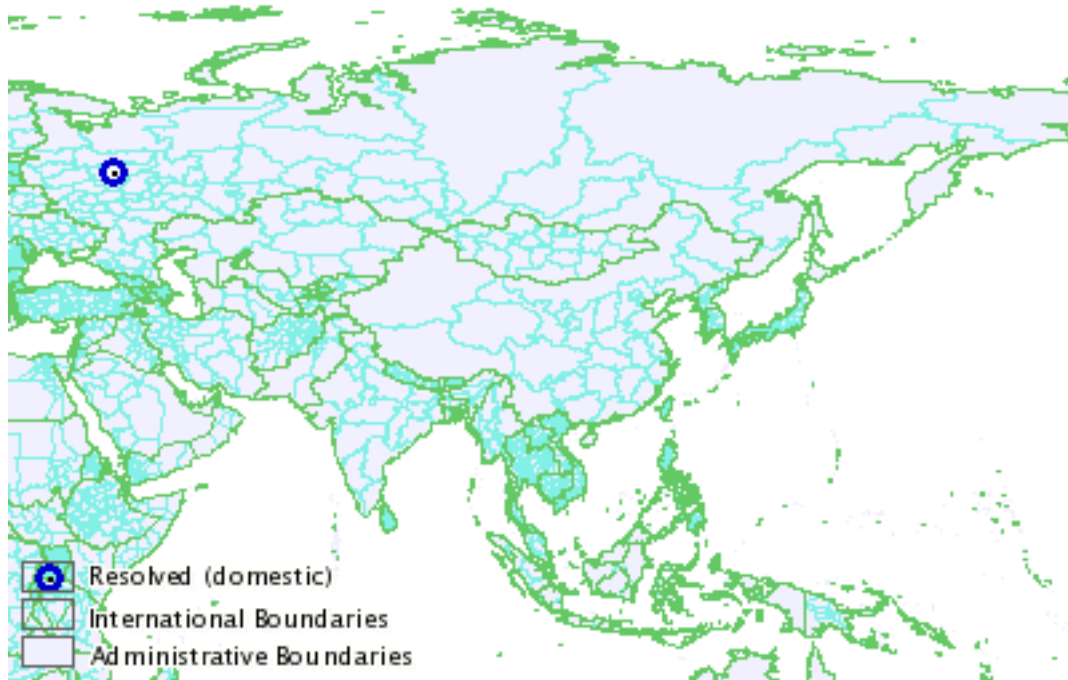 Resolved (domestic)
International Boundaries
Administrative Boundaries